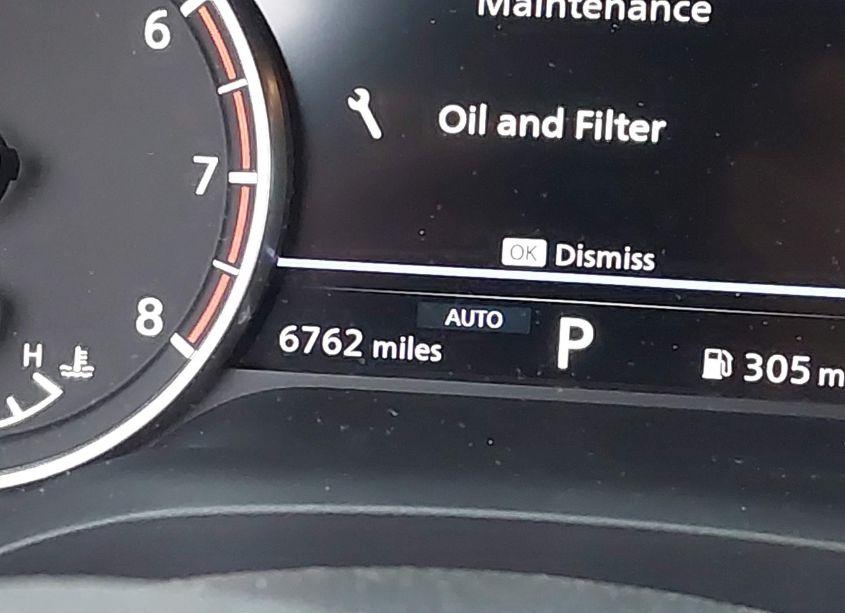 Maintenance
6
Oil and Filter
7
OK Dismiss
8
AUTO
6762 miles
P
305 m
H